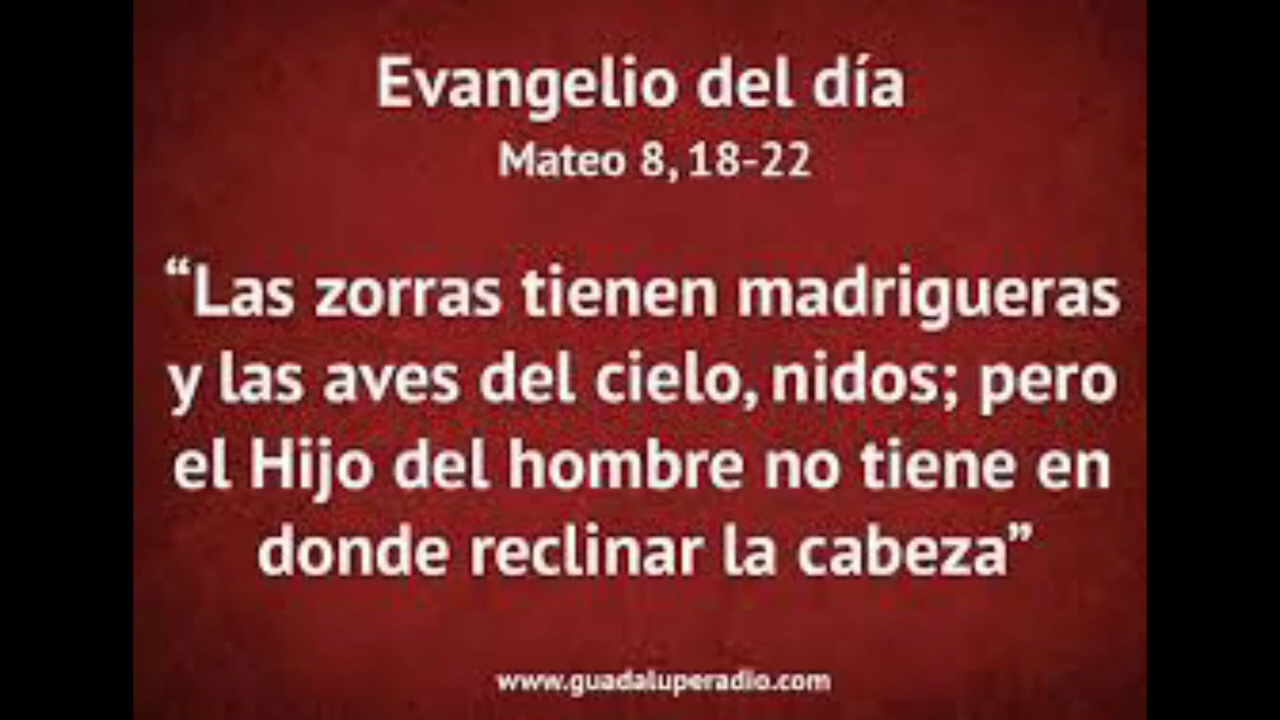 Evangelio del día
Mateo 8, 18-22
“Las zorras tienen madrigueras
y las aves del cielo, nidos; pero
el Hijo del hombre no tiene en
donde reclinar la cabeza”
www.guadaluperadio.com